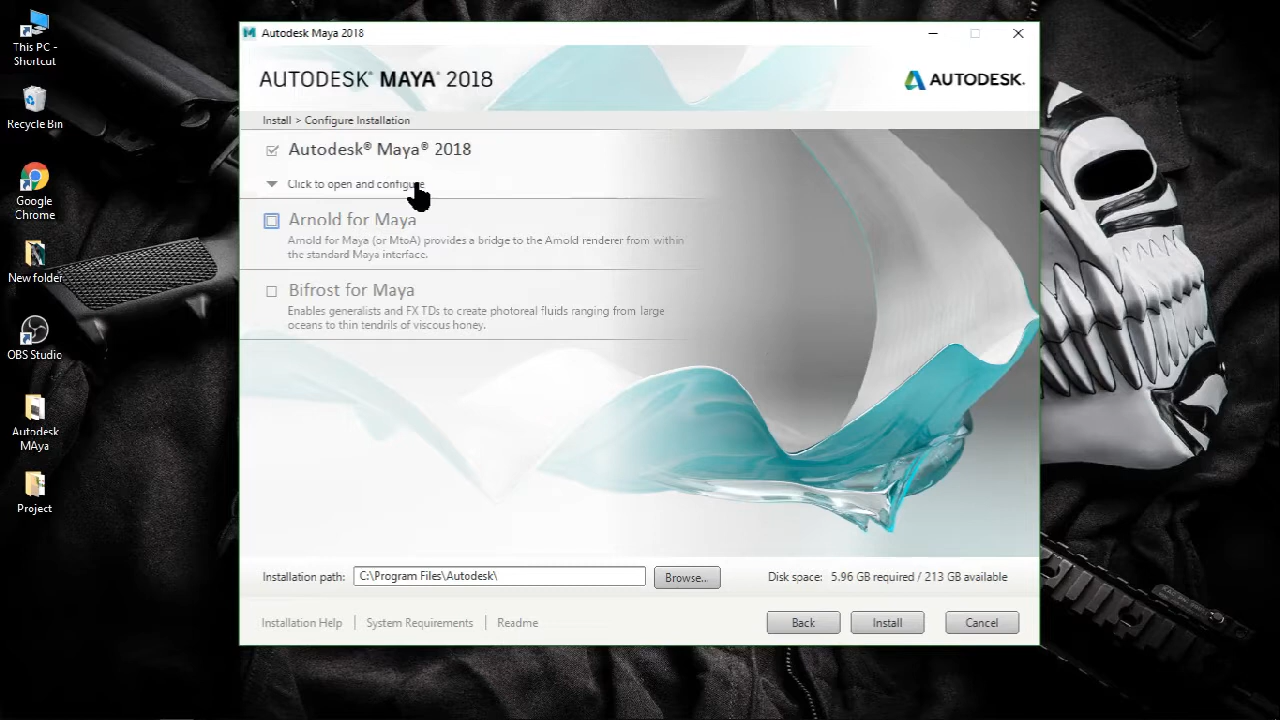 This PC -
Shortcut
Recycle Bin
Google
Chrome
New folder
OBS Studio
Autodesk
MAya
Project
Autodesk Maya 2018
AUTODESK® MAYA® 2018
AUTODESK.
Install > Configure Installation
Autodesk® Maya® 2018
Click to open and configure
Arnold for Maya
Arnold for Maya (or MtoA) provides a bridge to the Arnold renderer from within
the standard Maya interface.
Bifrost for Maya
Enables generalists and FX TDs to create photoreal fluids ranging from large
oceans to thin tendrils of viscous honey.
Installation path: C:\Program Files\Autodesk\ Browse... Disk space: 5.96 GB required / 213 GB available
Installation Help | System Requirements | Readme Back Install Cancel